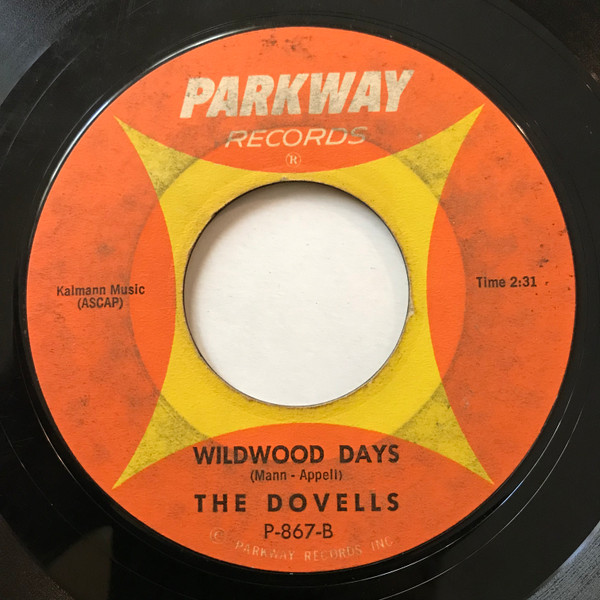 PARKWAY
RECORDS
®
Kalmann Music
(ASCAP)
Time 2:31
WILDWOOD DAYS
(Mann - Appell)
THE DOVELLS
P-867-B
© PARKWAY RECORDS INC.